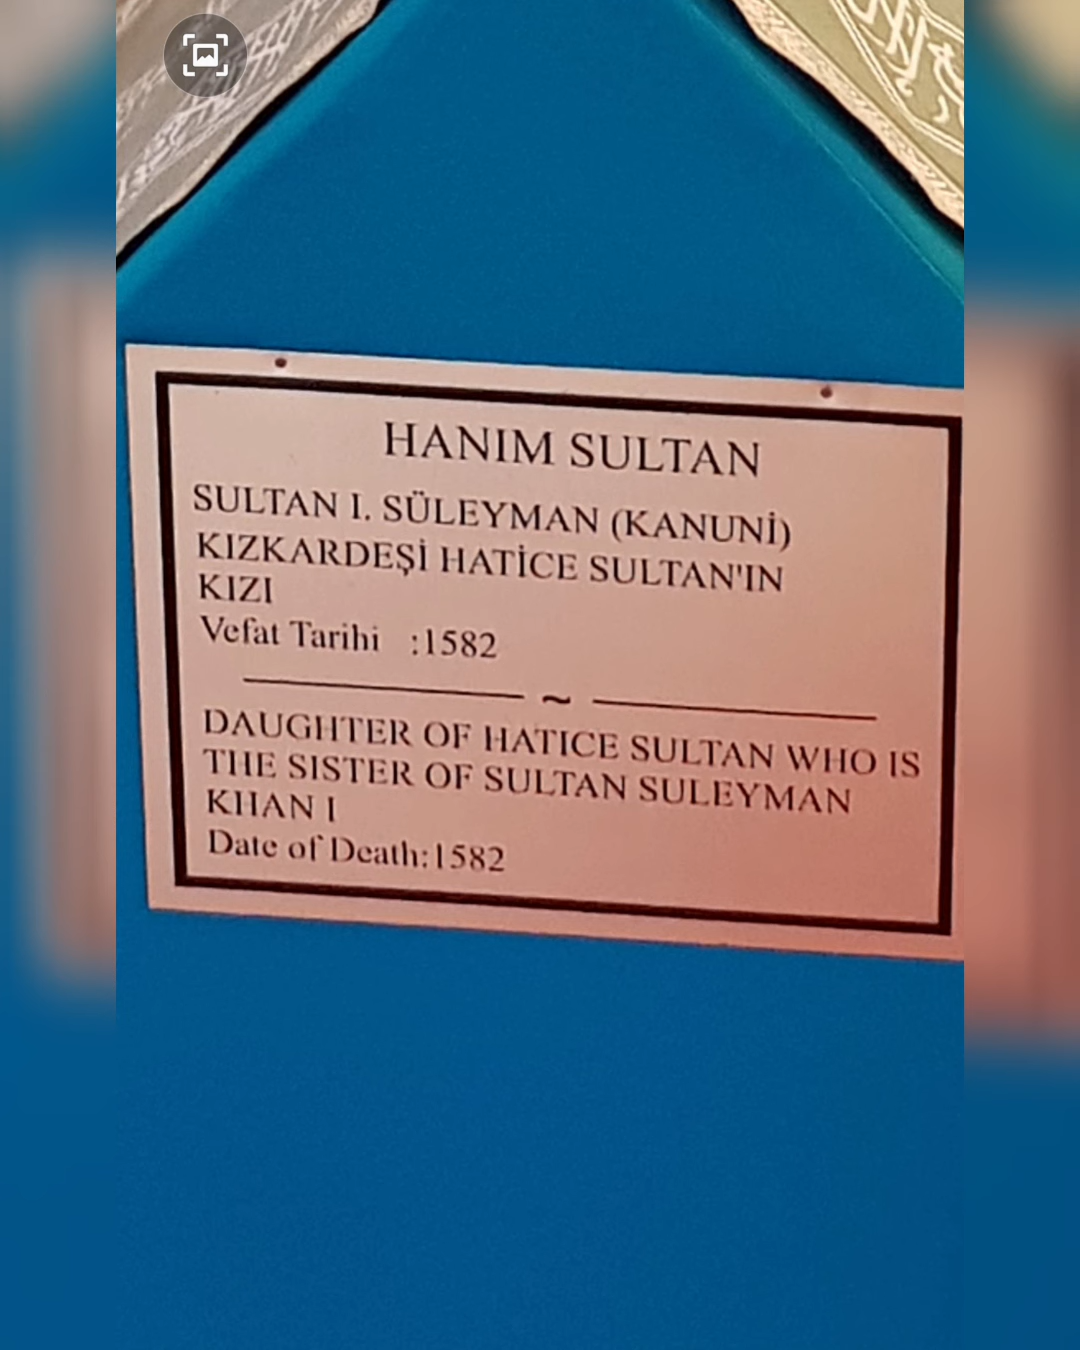 HANIM SULTAN
SULTAN I. SÜLEYMAN (KANUNİ)
KIZKARDEŞİ HATİCE SULTAN'IN
KIZI
Vefat Tarihi :1582
~
DAUGHTER OF HATICE SULTAN WHO IS
THE SISTER OF SULTAN SULEYMAN
KHAN I
Date of Death:1582